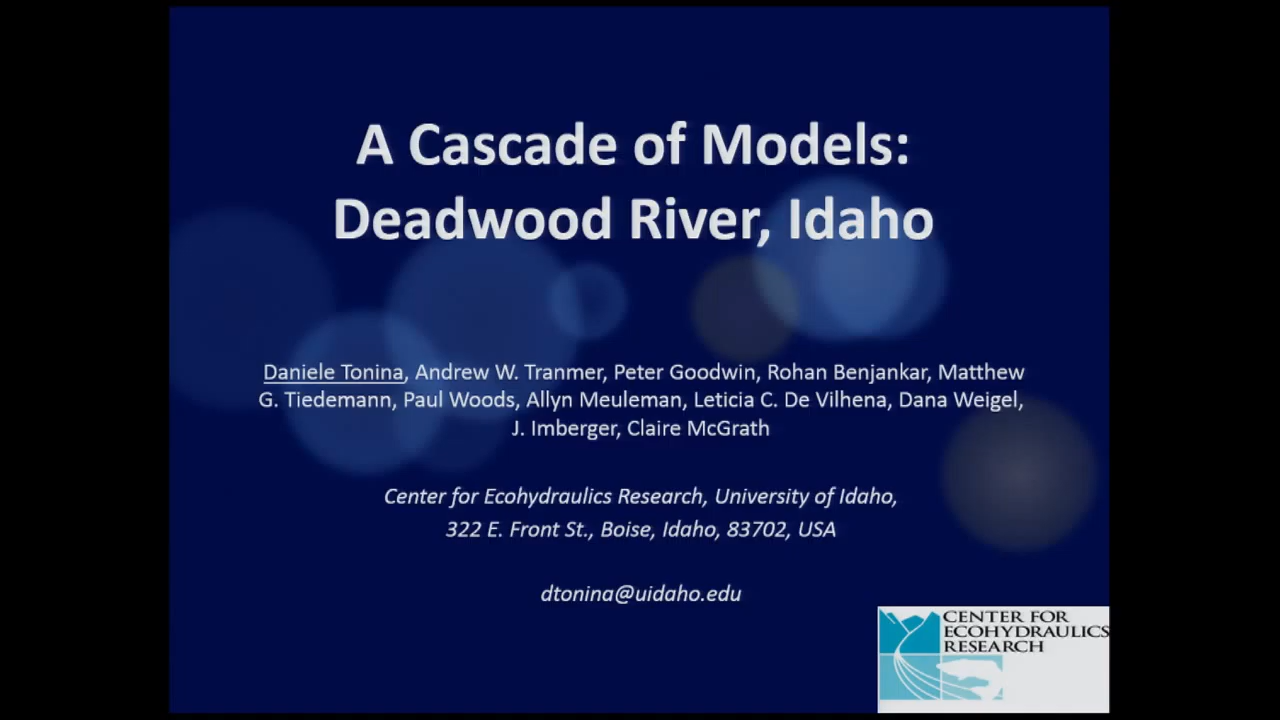 A Cascade of Models:
Deadwood River, Idaho
Daniele Tonina, Andrew W. Tranmer, Peter Goodwin, Rohan Benjankar, Matthew
G. Tiedemann, Paul Woods, Allyn Meuleman, Leticia C. De Vilhena, Dana Weigel,
J. Imberger, Claire McGrath
Center for Ecohydraulics Research, University of Idaho,
322 E. Front St., Boise, Idaho, 83702, USA
dtonina@uidaho.edu
CENTER FOR
ECOHYDRAULICS
RESEARCH